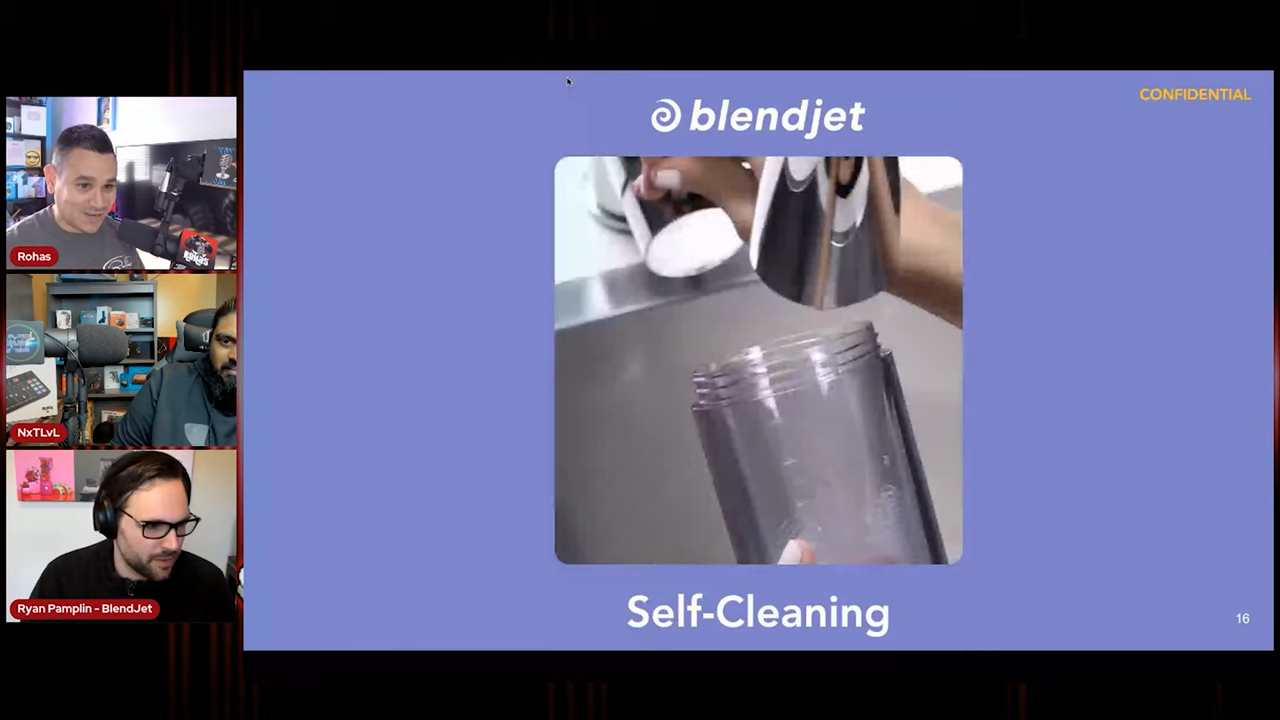 CONFIDENTIAL
blendjet
Rohas
NxTLvL
Ryan Pamplin - BlendJet
Self-Cleaning
16